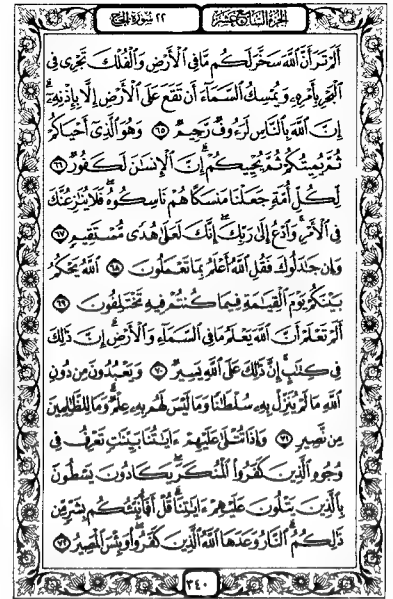 الجزء السابع عشر
٢٢ سورة الحج
أَلَمْ تَرَ أَنَّ ٱللَّهَ سَخَّرَ لَكُم مَّا فِى ٱلْأَرْضِ وَٱلْفُلْكَ تَجْرِى فِى
ٱلْبَحْرِ بِأَمْرِهِۦ وَيُمْسِكُ ٱلسَّمَآءَ أَن تَقَعَ عَلَى ٱلْأَرْضِ إِلَّا بِإِذْنِهِۦٓ ۗ
إِنَّ ٱللَّهَ بِٱلنَّاسِ لَرَءُوفٌ رَّحِيمٌ ٦٥ وَهُوَ ٱلَّذِىٓ أَحْيَاكُمْ
ثُمَّ يُمِيتُكُمْ ثُمَّ يُحْيِيكُمْ ۗ إِنَّ ٱلْإِنسَٰنَ لَكَفُورٌ ٦٦
لِّكُلِّ أُمَّةٍ جَعَلْنَا مَنسَكًا هُمْ نَاسِكُوهُ ۖ فَلَا يُنَٰزِعُنَّكَ
فِى ٱلْأَمْرِ ۚ وَٱدْعُ إِلَىٰ رَبِّكَ ۖ إِنَّكَ لَعَلَىٰ هُدًى مُّسْتَقِيمٍ ٦٧
وَإِن جَٰدَلُوكَ فَقُلِ ٱللَّهُ أَعْلَمُ بِمَا تَعْمَلُونَ ٦٨ ٱللَّهُ يَحْكُمُ
بَيْنَكُمْ يَوْمَ ٱلْقِيَٰمَةِ فِيمَا كُنتُمْ فِيهِ تَخْتَلِفُونَ ٦٩
أَلَمْ تَعْلَمْ أَنَّ ٱللَّهَ يَعْلَمُ مَا فِى ٱلسَّمَآءِ وَٱلْأَرْضِ ۗ إِنَّ ذَٰلِكَ
فِى كِتَٰبٍ ۚ إِنَّ ذَٰلِكَ عَلَى ٱللَّهِ يَسِيرٌ ٧٠ وَيَعْبُدُونَ مِن دُونِ
ٱللَّهِ مَا لَمْ يُنَزِّلْ بِهِۦ سُلْطَٰنًا وَمَا لَيْسَ لَهُم بِهِۦ عِلْمٌ ۗ وَمَا لِلظَّٰلِمِينَ
مِن نَّصِيرٍ ٧١ وَإِذَا تُتْلَىٰ عَلَيْهِمْ ءَايَٰتُنَا بَيِّنَٰتٍ تَعْرِفُ فِى
وُجُوهِ ٱلَّذِينَ كَفَرُوا۟ ٱلْمُنكَرَ ۖ يَكَادُونَ يَسْطُونَ
بِٱلَّذِينَ يَتْلُونَ عَلَيْهِمْ ءَايَٰتِنَا ۗ قُلْ أَفَأُنَبِّئُكُم بِشَرٍّ مِّن
ذَٰلِكُمُ ۗ ٱلنَّارُ وَعَدَهَا ٱللَّهُ ٱلَّذِينَ كَفَرُوا۟ ۖ وَبِئْسَ ٱلْمَصِيرُ ٧٢
٣٤٠